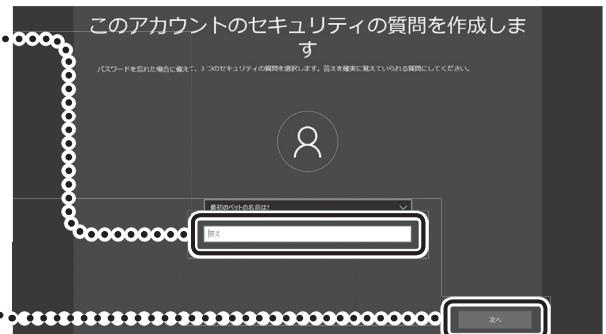 このアカウントのセキュリティの質問を作成しま
す
パスワードを忘れた場合に備えて、3 つのセキュリティの質問を選択します。答えを確実に覚えていられる質問にしてください。
最初のペットの名前は?
答え
次へ